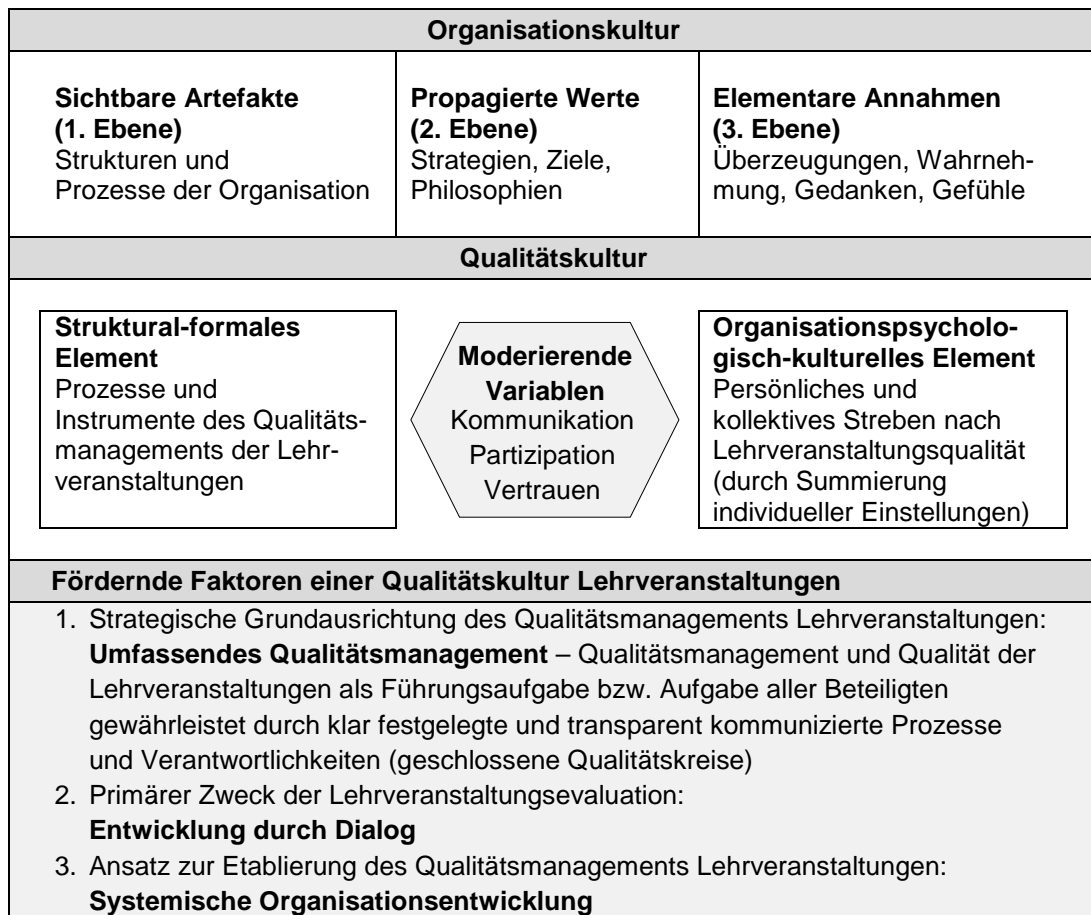 Organisationskultur
Sichtbare Artefakte
(1. Ebene)
Strukturen und
Prozesse der Organisation
Propagierte Werte
(2. Ebene)
Strategien, Ziele,
Philosophien
Elementare Annahmen
(3. Ebene)
Überzeugungen, Wahrneh-
mung, Gedanken, Gefühle
Qualitätskultur
Struktural-formales
Element
Prozesse und
Instrumente des Qualitäts-
managements der Lehr-
veranstaltungen
Moderierende
Variablen
Kommunikation
Partizipation
Vertrauen
Organisationspsycholo-
gisch-kulturelles Element
Persönliches und
kollektives Streben nach
Lehrveranstaltungsqualität
(durch Summierung
individueller Einstellungen)
Fördernde Faktoren einer Qualitätskultur Lehrveranstaltungen
1. Strategische Grundausrichtung des Qualitätsmanagements Lehrveranstaltungen:
Umfassendes Qualitätsmanagement – Qualitätsmanagement und Qualität der
Lehrveranstaltungen als Führungsaufgabe bzw. Aufgabe aller Beteiligten
gewährleistet durch klar festgelegte und transparent kommunizierte Prozesse
und Verantwortlichkeiten (geschlossene Qualitätskreise)
2. Primärer Zweck der Lehrveranstaltungsevaluation:
Entwicklung durch Dialog
3. Ansatz zur Etablierung des Qualitätsmanagements Lehrveranstaltungen:
Systemische Organisationsentwicklung